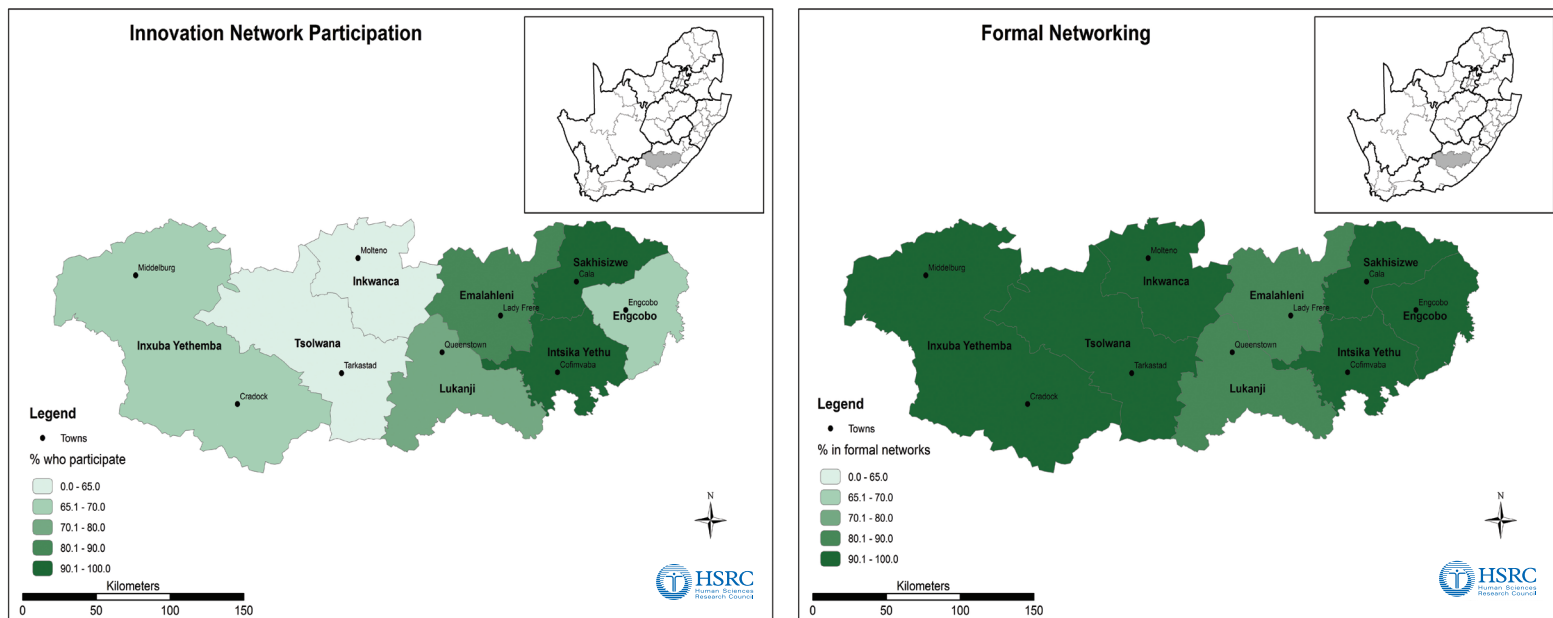 Innovation Network Participation
Molteno
Middelburg
Inkwanca
Sakhisizwe
Cala
Emalahleni
Lady Frere
Engcobo
Engcobo
Inxuba Yethemba
Tsolwana
Queenstown
Intsika Yethu
Tarkastad
Cofimvaba
Lukanji
Cradock
Legend
Towns
% who participate
0.0 - 65.0
65.1 - 70.0
70.1 - 80.0
80.1 - 90.0
90.1 - 100.0
N
Kilometers
0 50 100 150
HSRC
Human Sciences
Research Council
Formal Networking
Molteno
Middelburg
Inkwanca
Sakhisizwe
Cala
Emalahleni
Lady Frere
Engcobo
Engcobo
Inxuba Yethemba
Tsolwana
Queenstown
Intsika Yethu
Tarkastad
Cofimvaba
Lukanji
Cradock
Legend
Towns
% in formal networks
0.0 - 65.0
65.1 - 70.0
70.1 - 80.0
80.1 - 90.0
90.1 - 100.0
N
Kilometers
0 50 100 150
HSRC
Human Sciences
Research Council